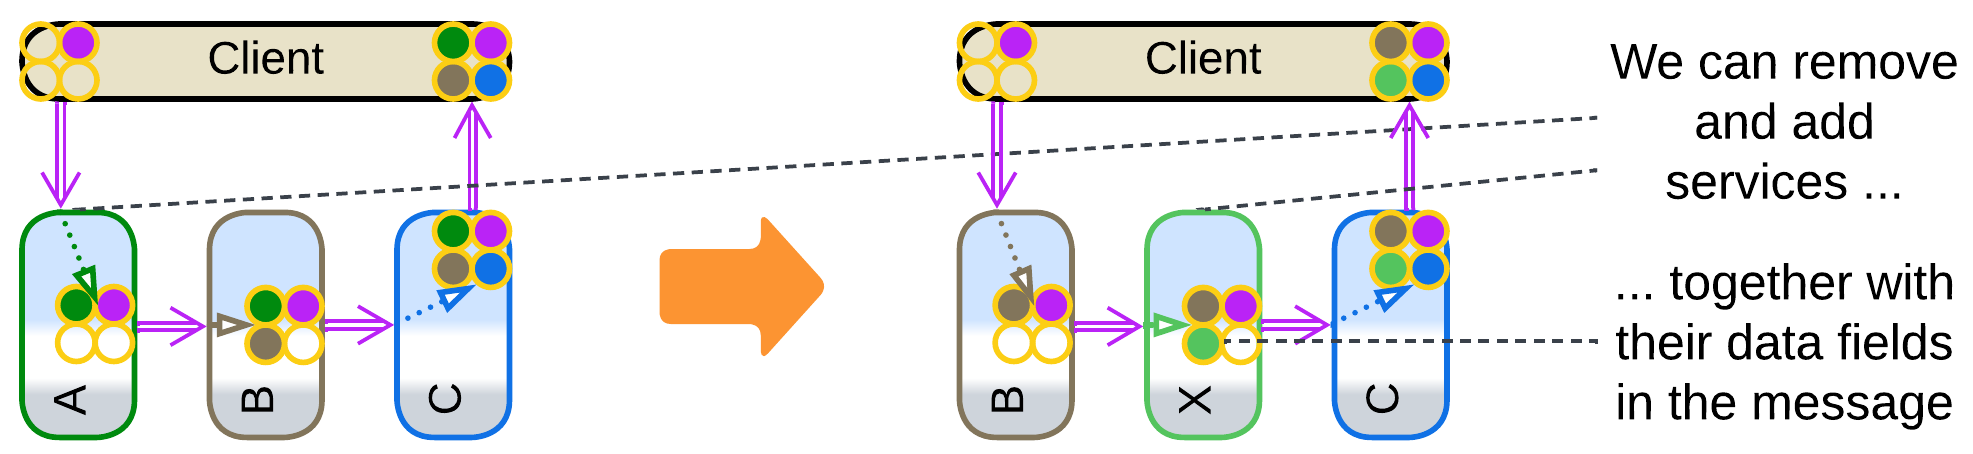 Client
A
B
C
Client
B
X
C
We can remove
and add
services ...
... together with
their data fields
in the message